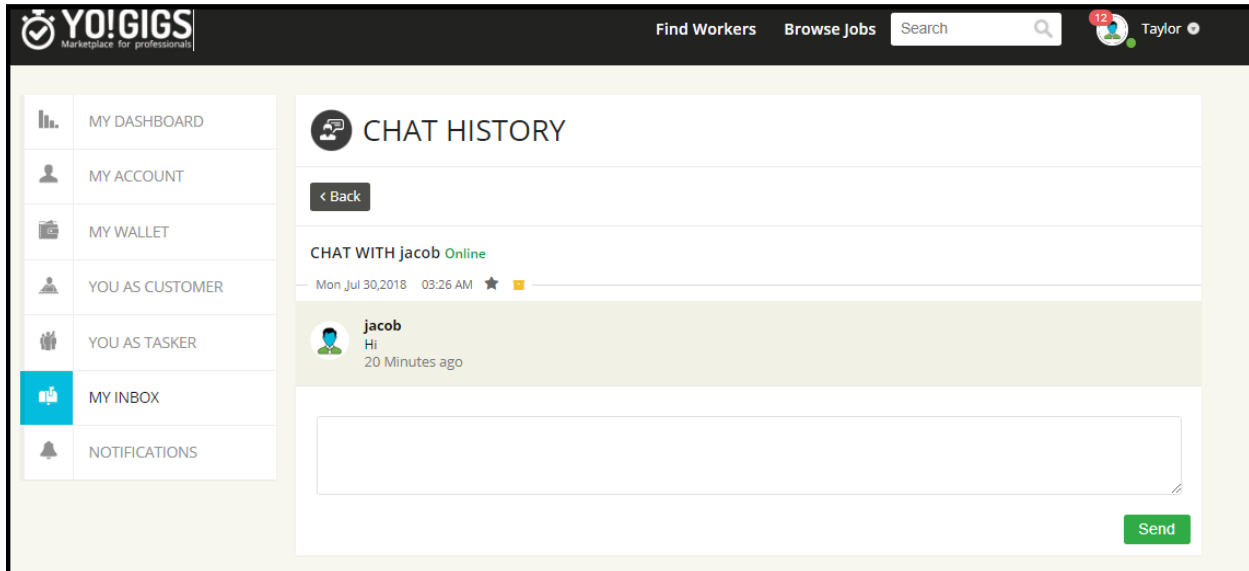 YO!GIGS
Marketplace for professionals
Find Workers
Browse Jobs
Search
12
Taylor
MY DASHBOARD
MY ACCOUNT
MY WALLET
YOU AS CUSTOMER
YOU AS TASKER
MY INBOX
NOTIFICATIONS
CHAT HISTORY
< Back
CHAT WITH jacob Online
Mon ,Jul 30,2018 03:26 AM
jacob
Hi
20 Minutes ago
Send